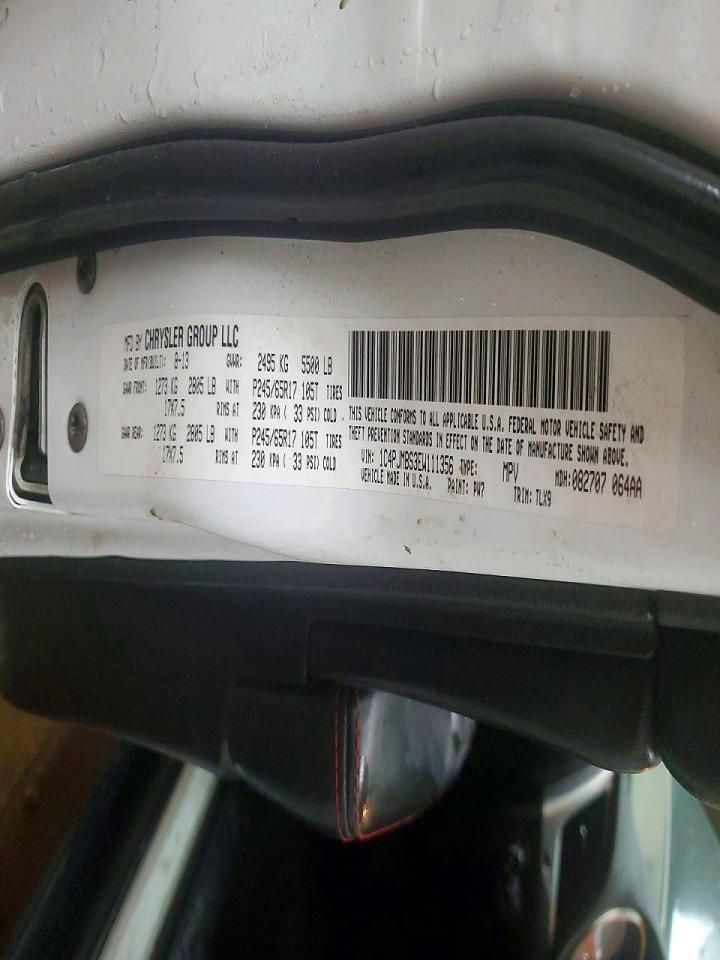 MFD BY CHRYSLER GROUP LLC
DATE OF MFR(BUILT): 8-13 GVWR: 2495 KG 5500 LB
GAWR FRONT: 1273 KG 2805 LB WITH P245/65R17 105T TIRES
17X7.5 RIMS AT 230 KPA ( 33 PSI) COLD
GAWR REAR: 1273 KG 2805 LB WITH P245/65R17 105T TIRES
17X7.5 RIMS AT 230 KPA ( 33 PSI) COLD
THIS VEHICLE CONFORMS TO ALL APPLICABLE U.S.A. FEDERAL MOTOR VEHICLE SAFETY AND
THEFT PREVENTION STANDARDS IN EFFECT ON THE DATE OF MANUFACTURE SHOWN ABOVE.
VIN: 1C4PJMBS3EW111356 TYPE: MPV MDH:082707 064AA
VEHICLE MADE IN U.S.A. PAINT: PW7 TRIM: TLX9